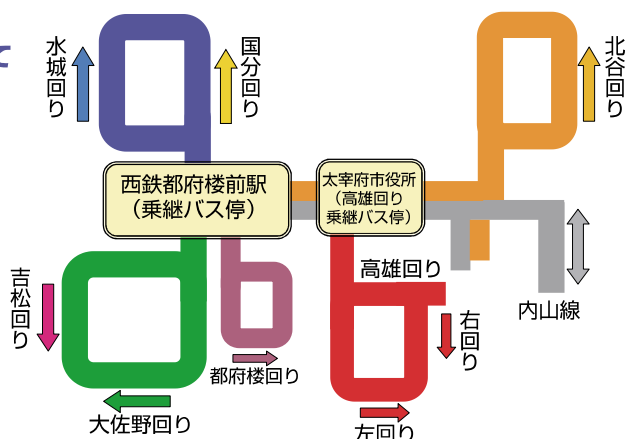 水城回り
国分回り
北谷回り
西鉄都府楼前駅
（乗継バス停）
太宰府市役所
（高雄回り
乗継バス停）
吉松回り
高雄回り
右回り
内山線
都府楼回り
大佐野回り
左回り